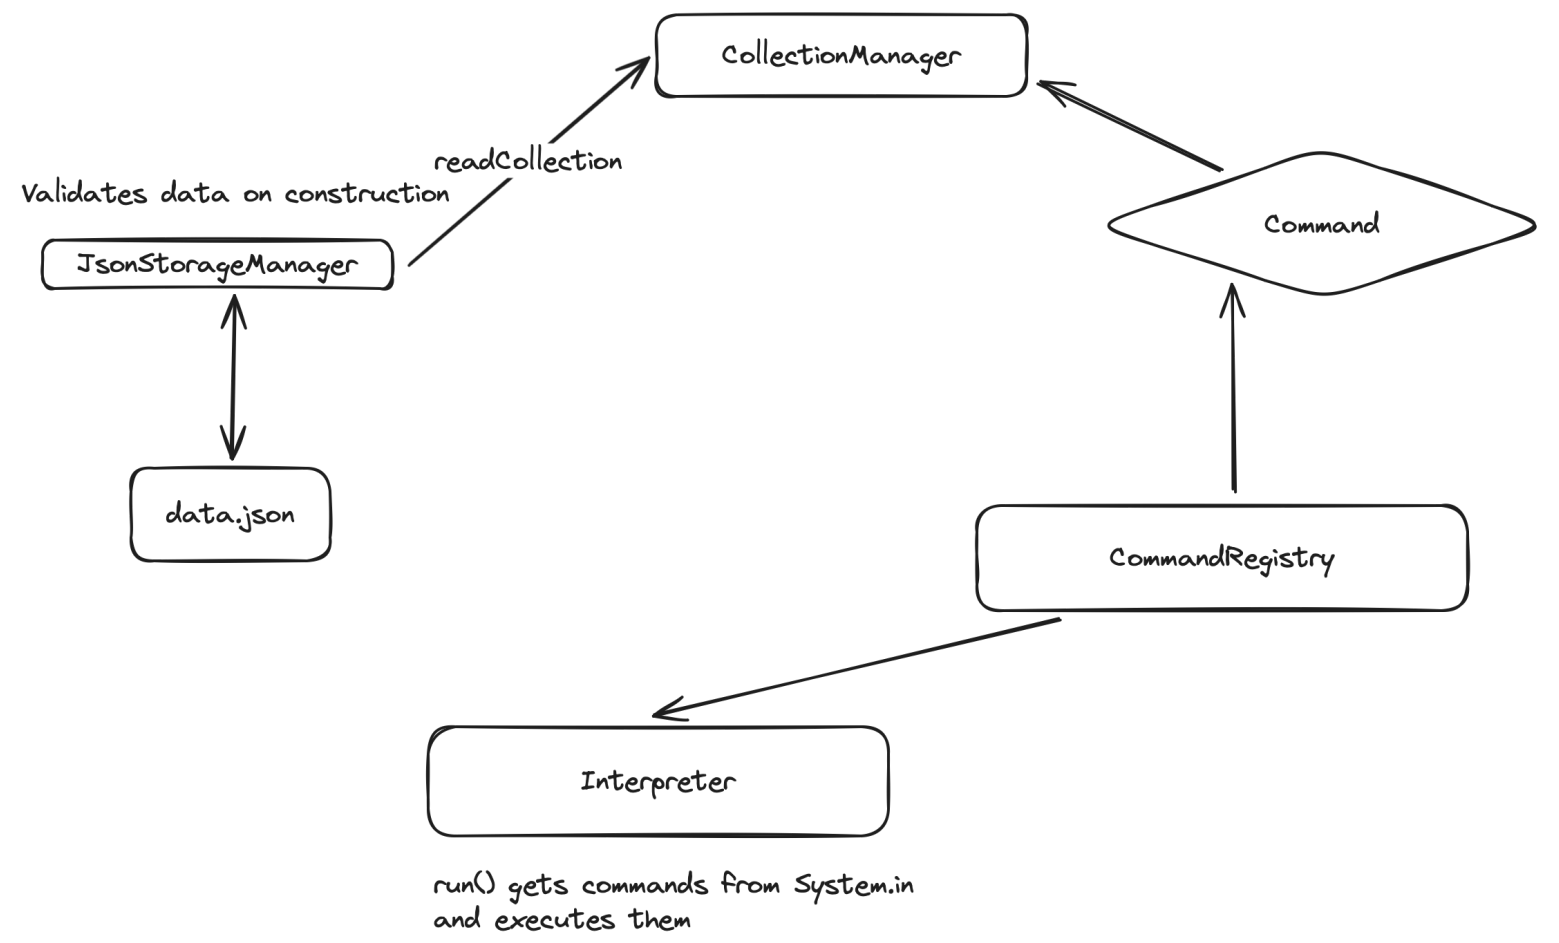 CollectionManager
readCollection
Validates data on construction
Command
JsonStorageManager
data.json
CommandRegistry
Interpreter
run() gets commands from System.in
and executes them